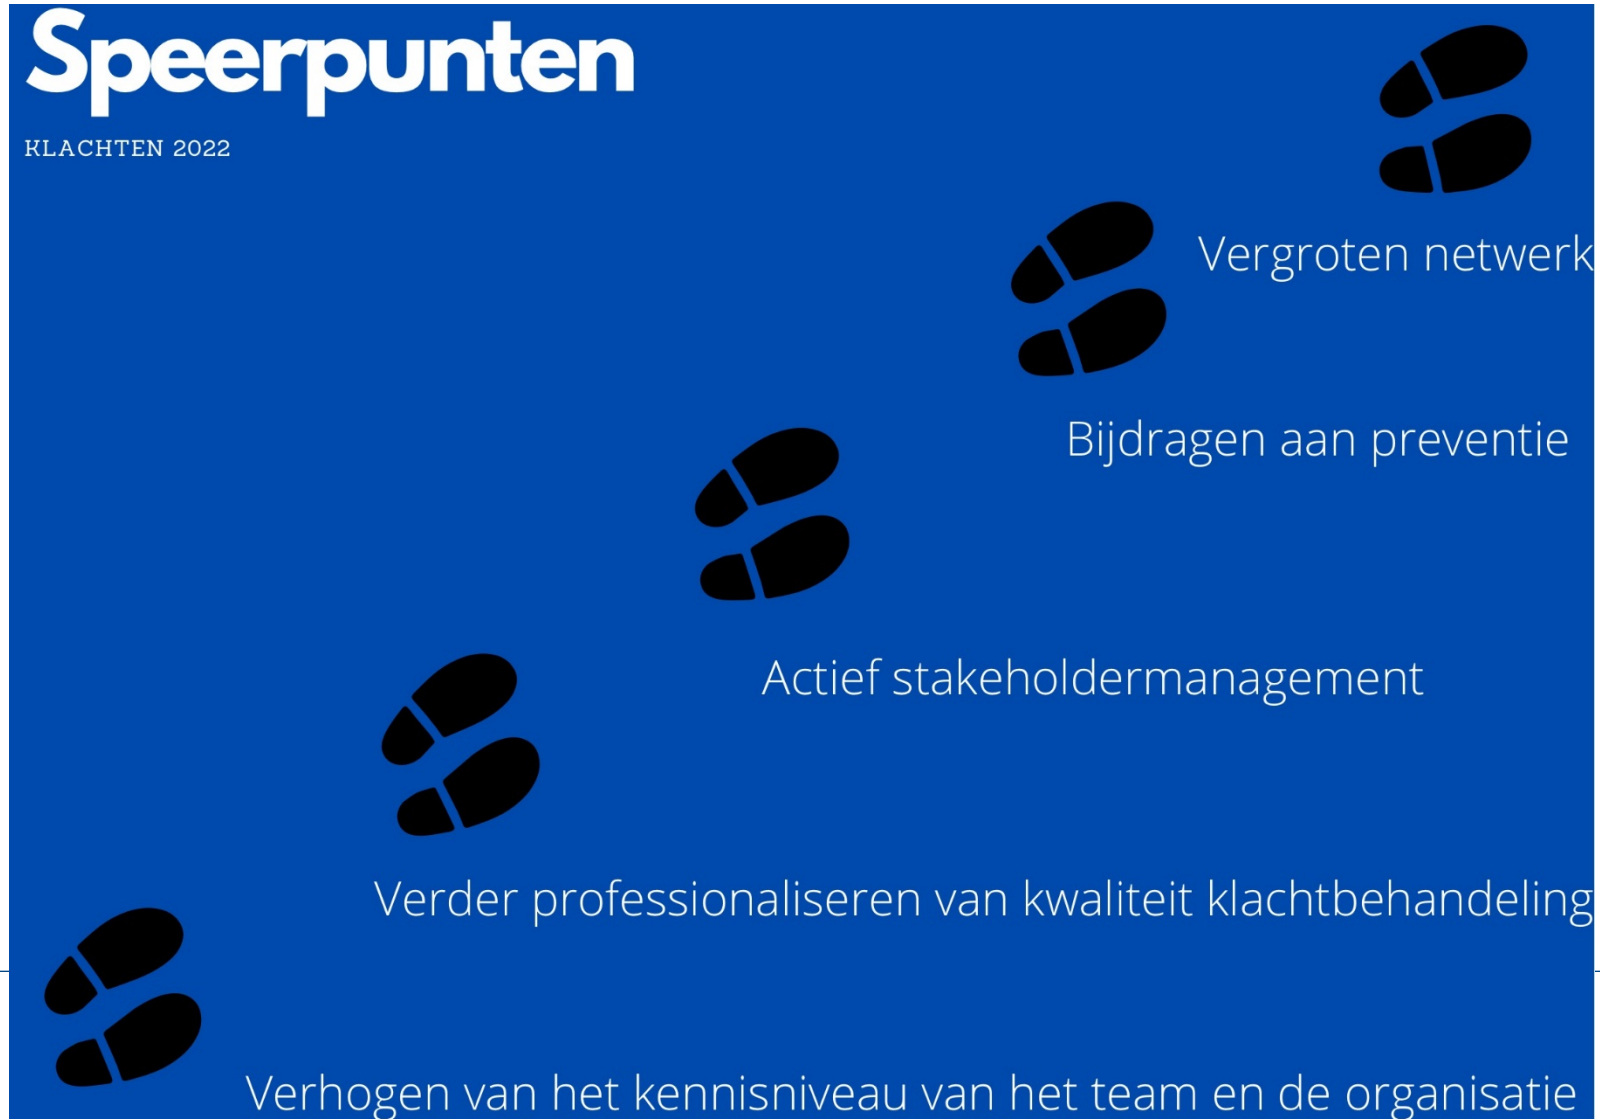 Speerpunten
KLACHTEN 2022
Vergroten netwerk
Bijdragen aan preventie
Actief stakeholdermanagement
Verder professionaliseren van kwaliteit klachtbehandeling
Verhogen van het kennisniveau van het team en de organisatie